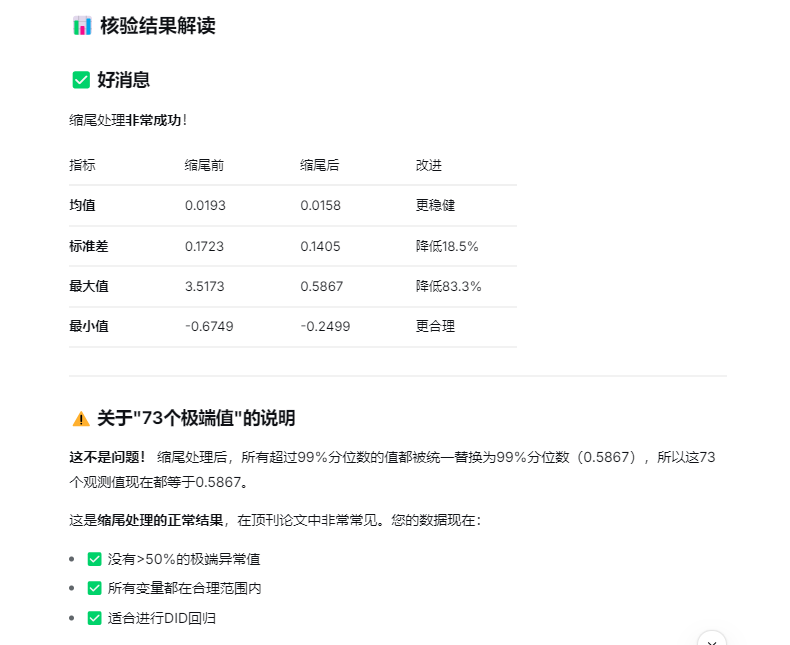 📊 核验结果解读
✅ 好消息
缩尾处理非常成功！
指标 缩尾前 缩尾后 改进
均值 0.0193 0.0158 更稳健
标准差 0.1723 0.1405 降低18.5%
最大值 3.5173 0.5867 降低83.3%
最小值 -0.6749 -0.2499 更合理
⚠️ 关于"73个极端值"的说明
这不是问题！ 缩尾处理后，所有超过99%分位数的值都被统一替换为99%分位数（0.5867），所以这73
个观测值现在都等于0.5867。
这是缩尾处理的正常结果，在顶刊论文中非常常见。您的数据现在：
• ✅ 没有>50%的极端异常值
• ✅ 所有变量都在合理范围内
• ✅ 适合进行DID回归